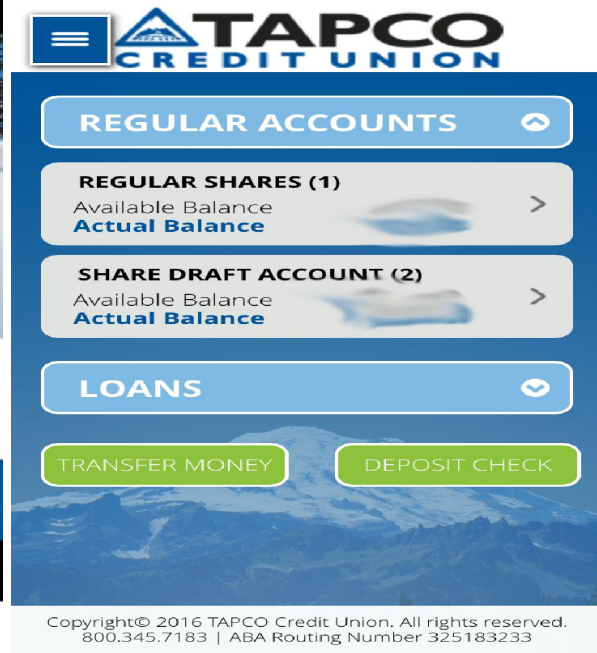 TAPCO
CREDIT UNION
REGULAR ACCOUNTS
REGULAR SHARES (1)
Available Balance
Actual Balance
SHARE DRAFT ACCOUNT (2)
Available Balance
Actual Balance
LOANS
TRANSFER MONEY
DEPOSIT CHECK
Copyright© 2016 TAPCO Credit Union. All rights reserved.
800.345.7183 | ABA Routing Number 325183233